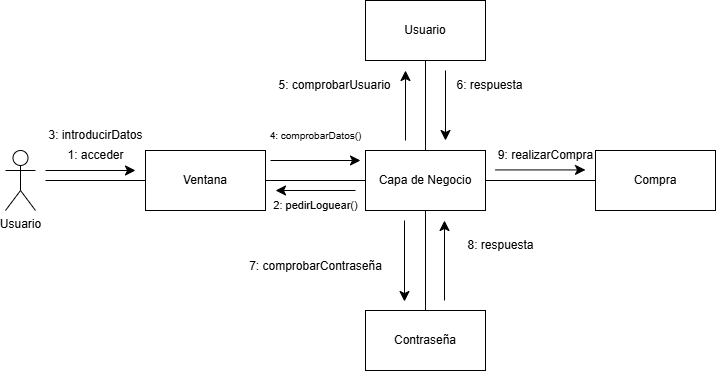 Usuario
5: comprobarUsuario
6: respuesta
3: introducirDatos
1: acceder
4: comprobarDatos()
9: realizarCompra
Usuario
Ventana
2: pedirLoguear()
Capa de Negocio
Compra
7: comprobarContraseña
8: respuesta
Contraseña